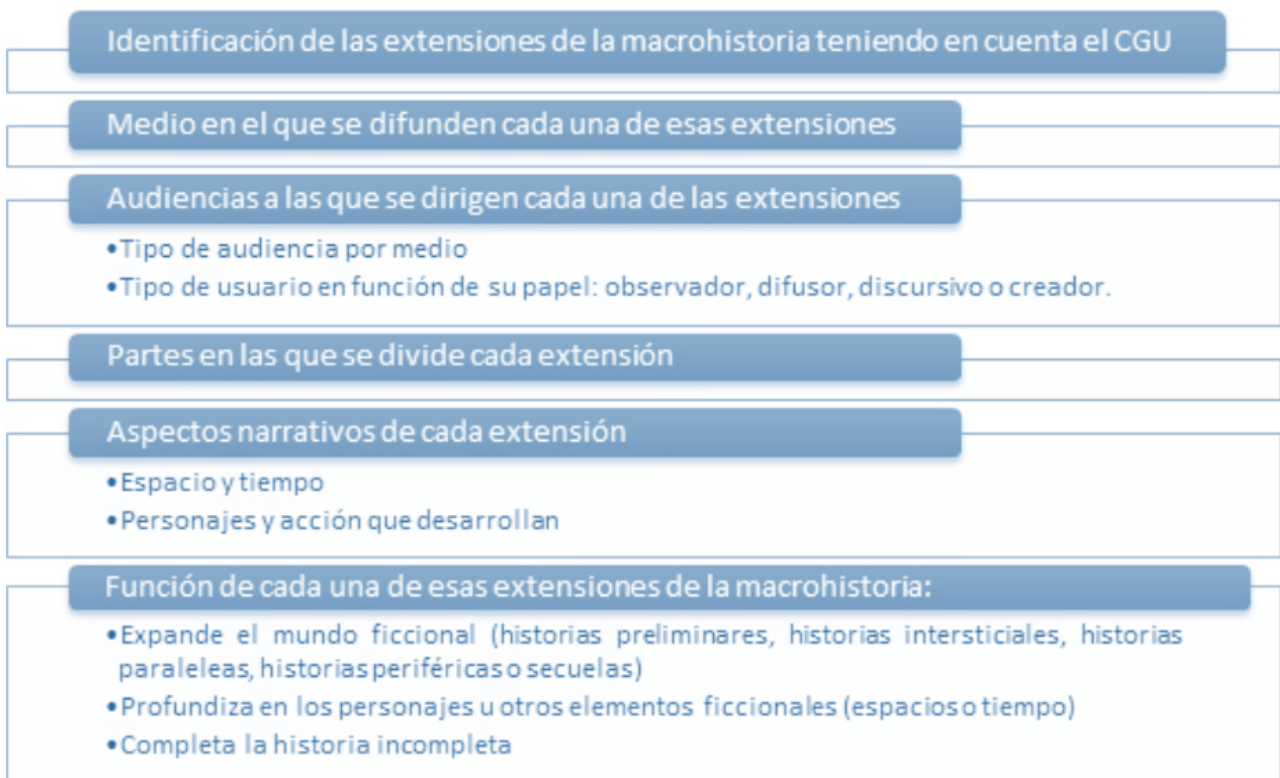 Identificación de las extensiones de la macrohistoria teniendo en cuenta el CGU
Medio en el que se difunden cada una de esas extensiones
Audiencias a las que se dirigen cada una de las extensiones
•Tipo de audiencia por medio
•Tipo de usuario en función de su papel: observador, difusor, discursivo o creador.
Partes en las que se divide cada extensión
Aspectos narrativos de cada extensión
•Espacio y tiempo
•Personajes y acción que desarrollan
Función de cada una de esas extensiones de la macrohistoria:
•Expande el mundo ficcional (historias preliminares, historias intersticiales, historias
paraleleas, historias periféricas o secuelas)
•Profundiza en los personajes u otros elementos ficcionales (espacios o tiempo)
•Completa la historia incompleta